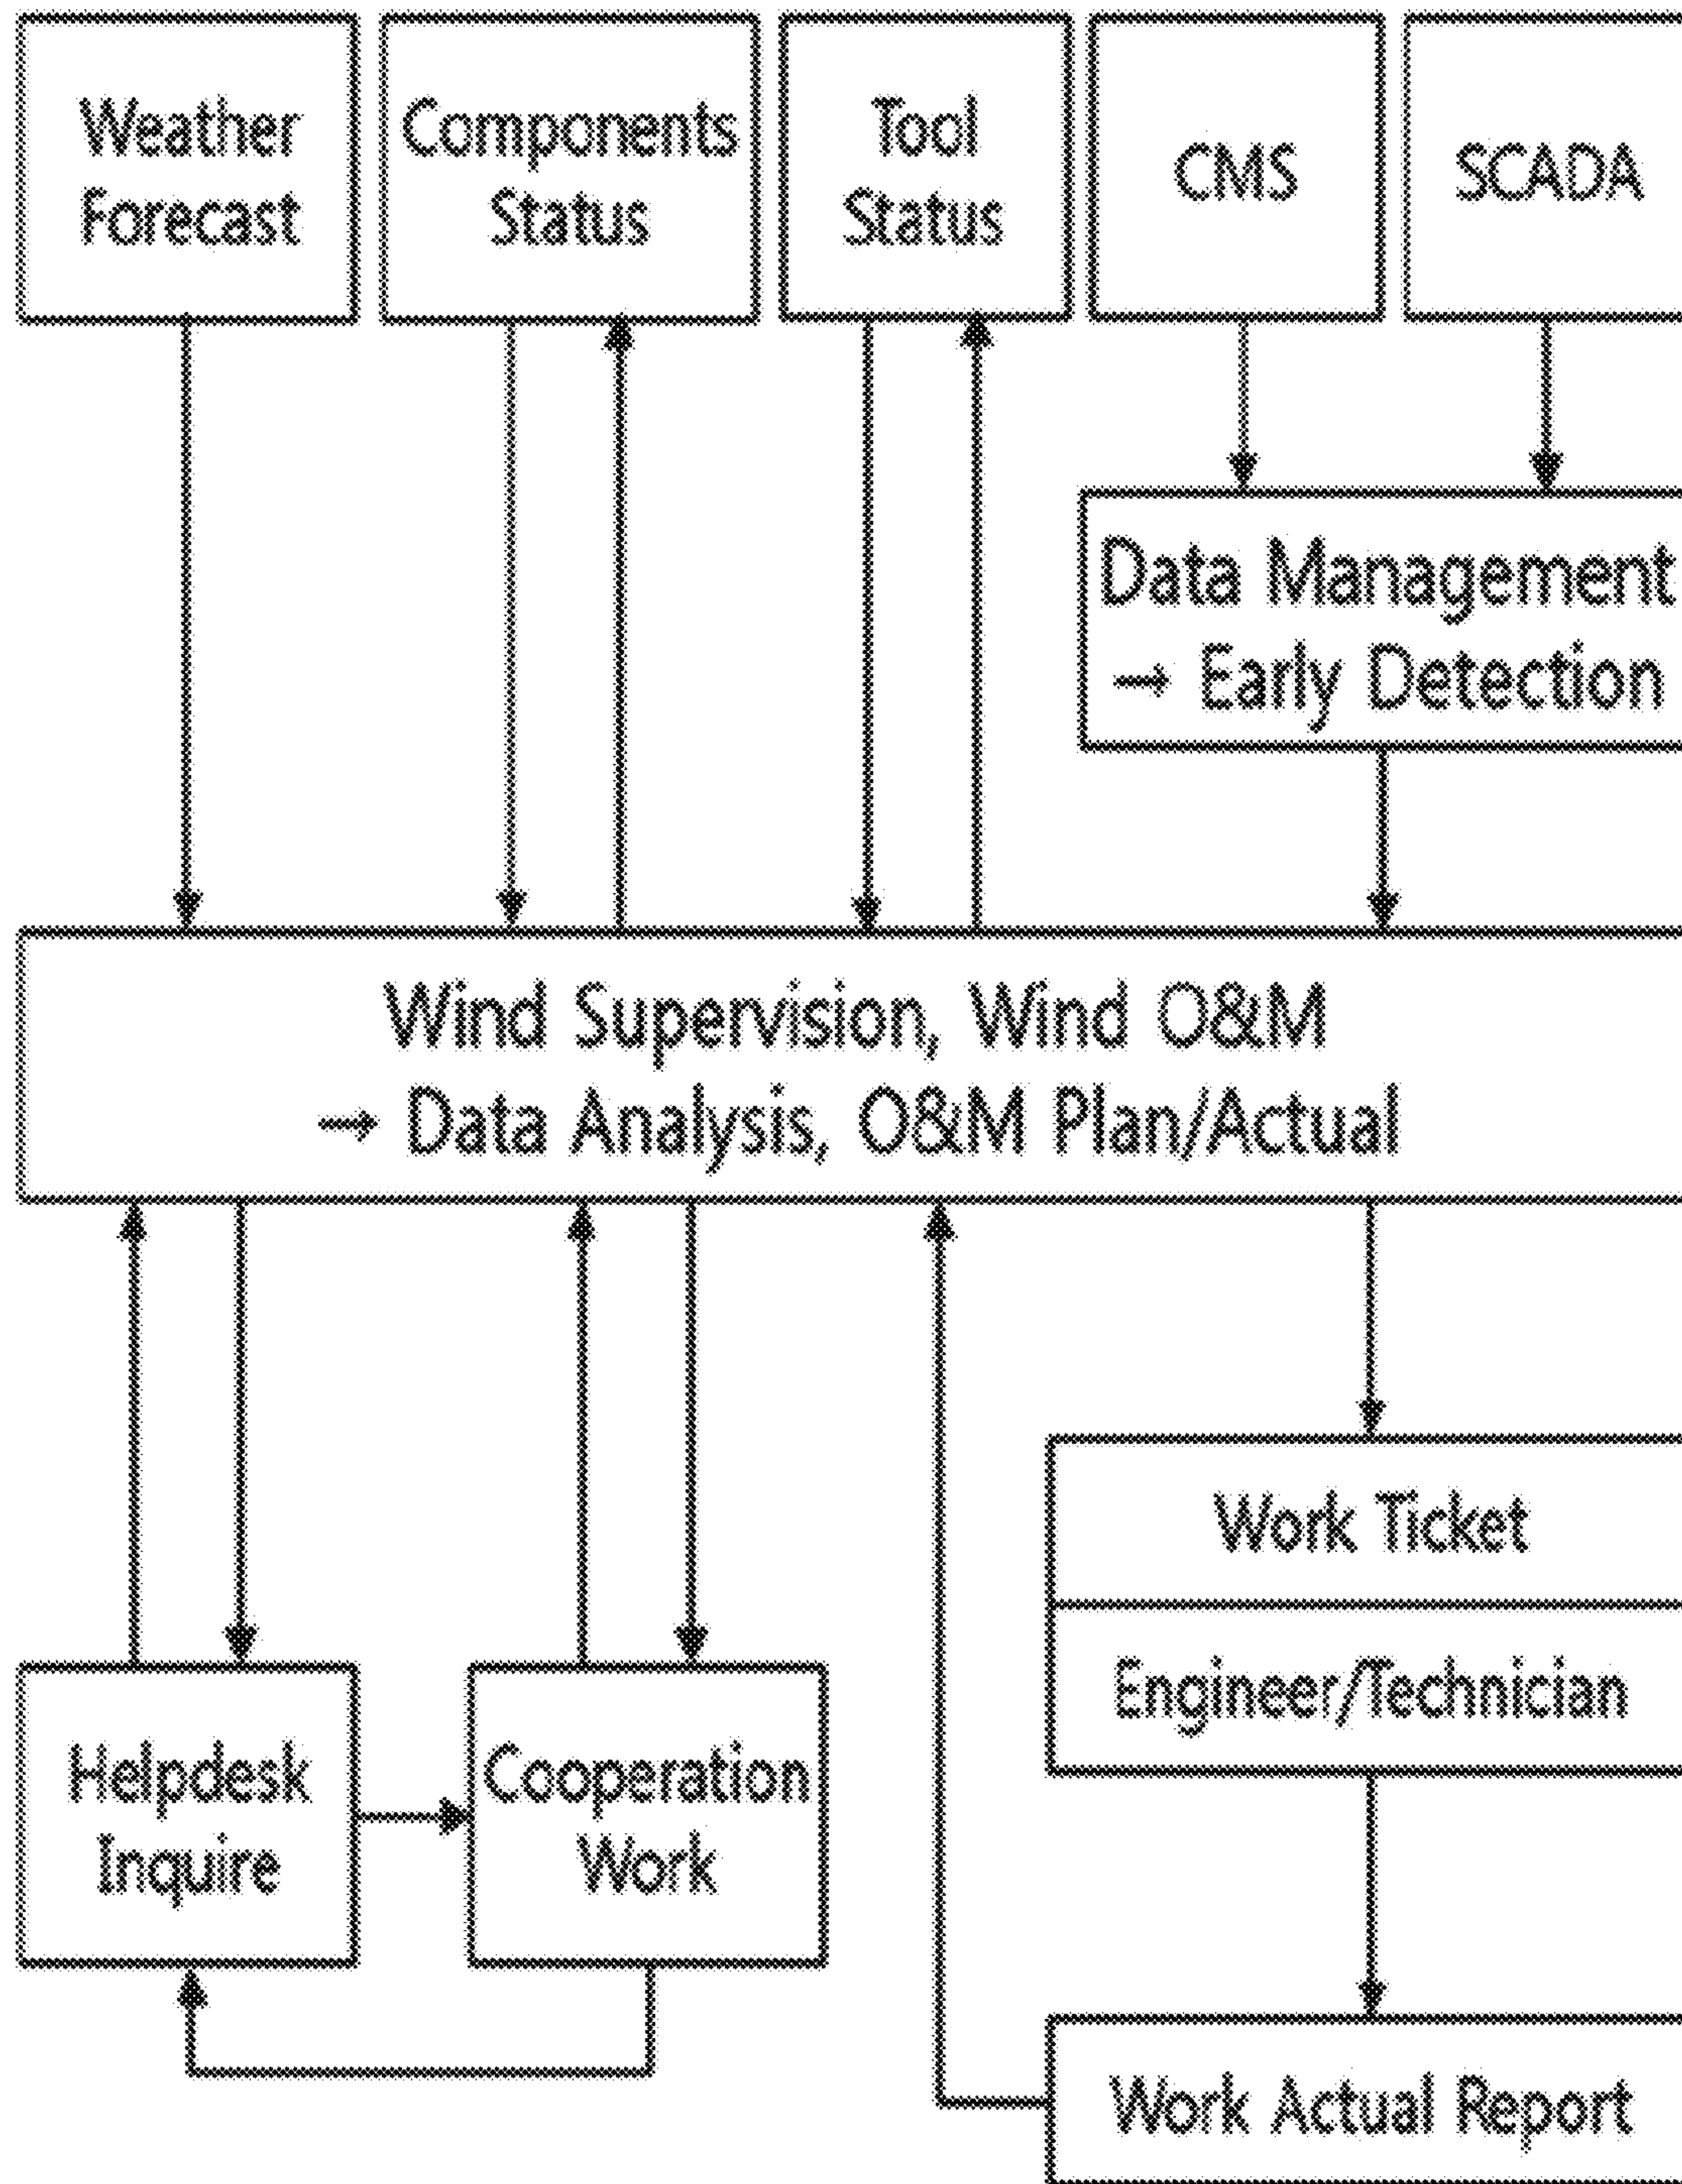 Weather
Forecast
Components
Status
Tool
Status
CMS
SCADA
Data Management
→ Early Detection
Wind Supervision, Wind O&M
→ Data Analysis, O&M Plan/Actual
Work Ticket
Engineer/Technician
Helpdesk
Inquire
Cooperation
Work
Work Actual Report